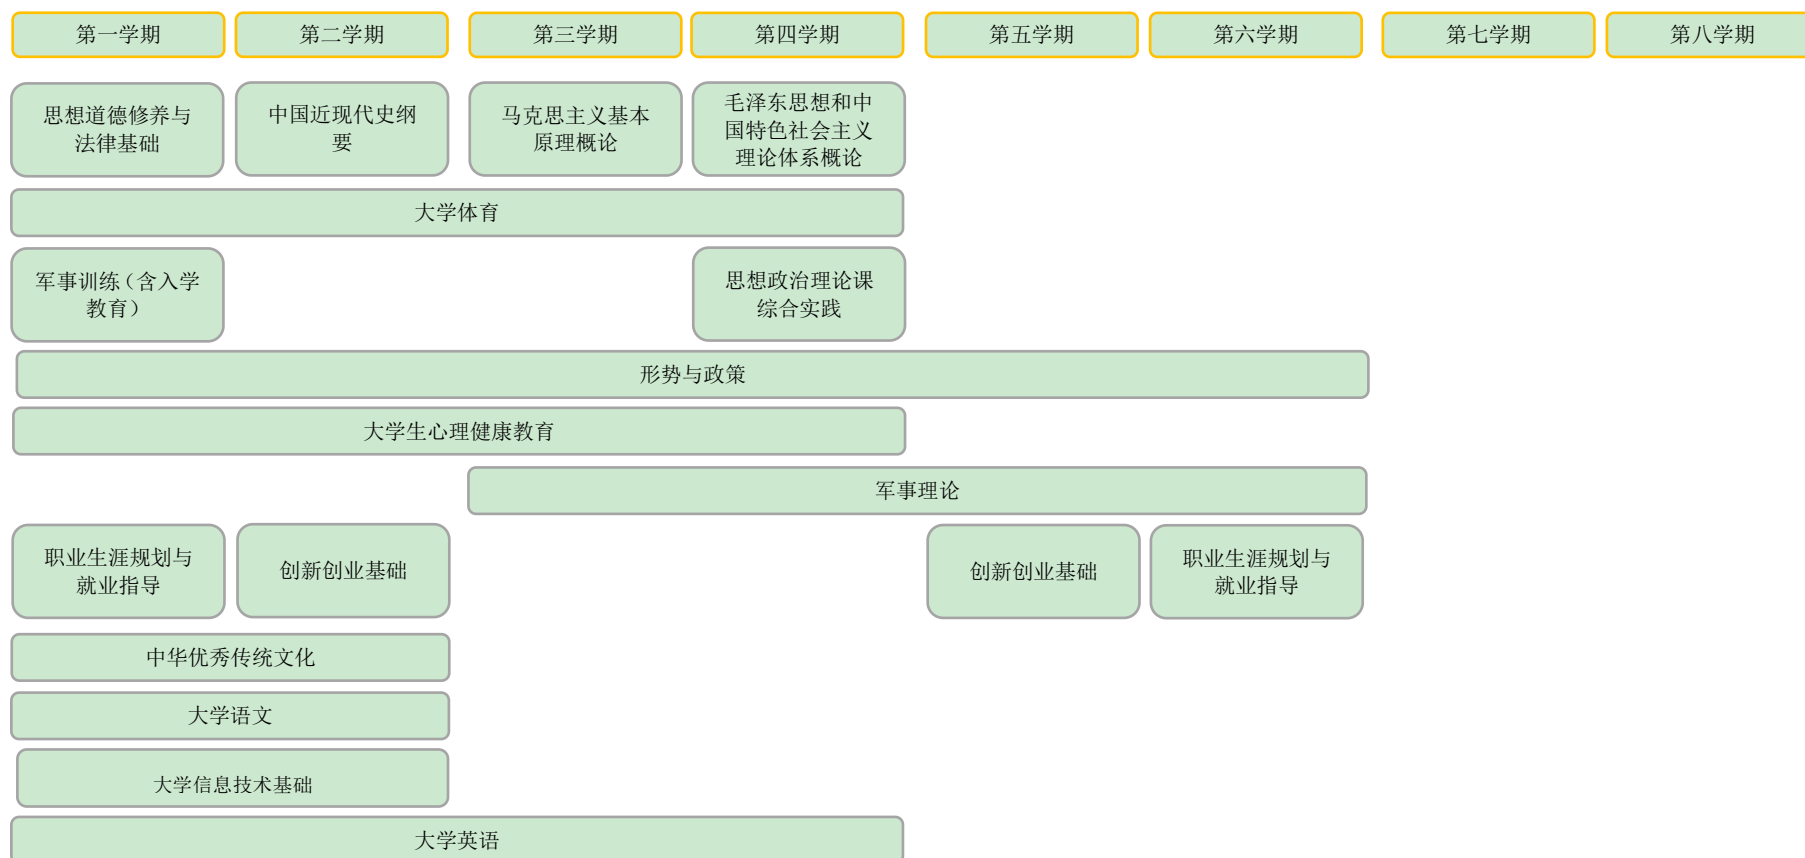 第一学期
第二学期
第三学期
第四学期
第五学期
第六学期
第七学期
第八学期
思想道德修养与
法律基础
中国近现代史纲
要
马克思主义基本
原理概论
毛泽东思想和中
国特色社会主义
理论体系概论
大学体育
军事训练（含入学
教育）
思想政治理论课
综合实践
形势与政策
大学生心理健康教育
军事理论
职业生涯规划与
就业指导
创新创业基础
创新创业基础
职业生涯规划与
就业指导
中华优秀传统文化
大学语文
大学信息技术基础
大学英语